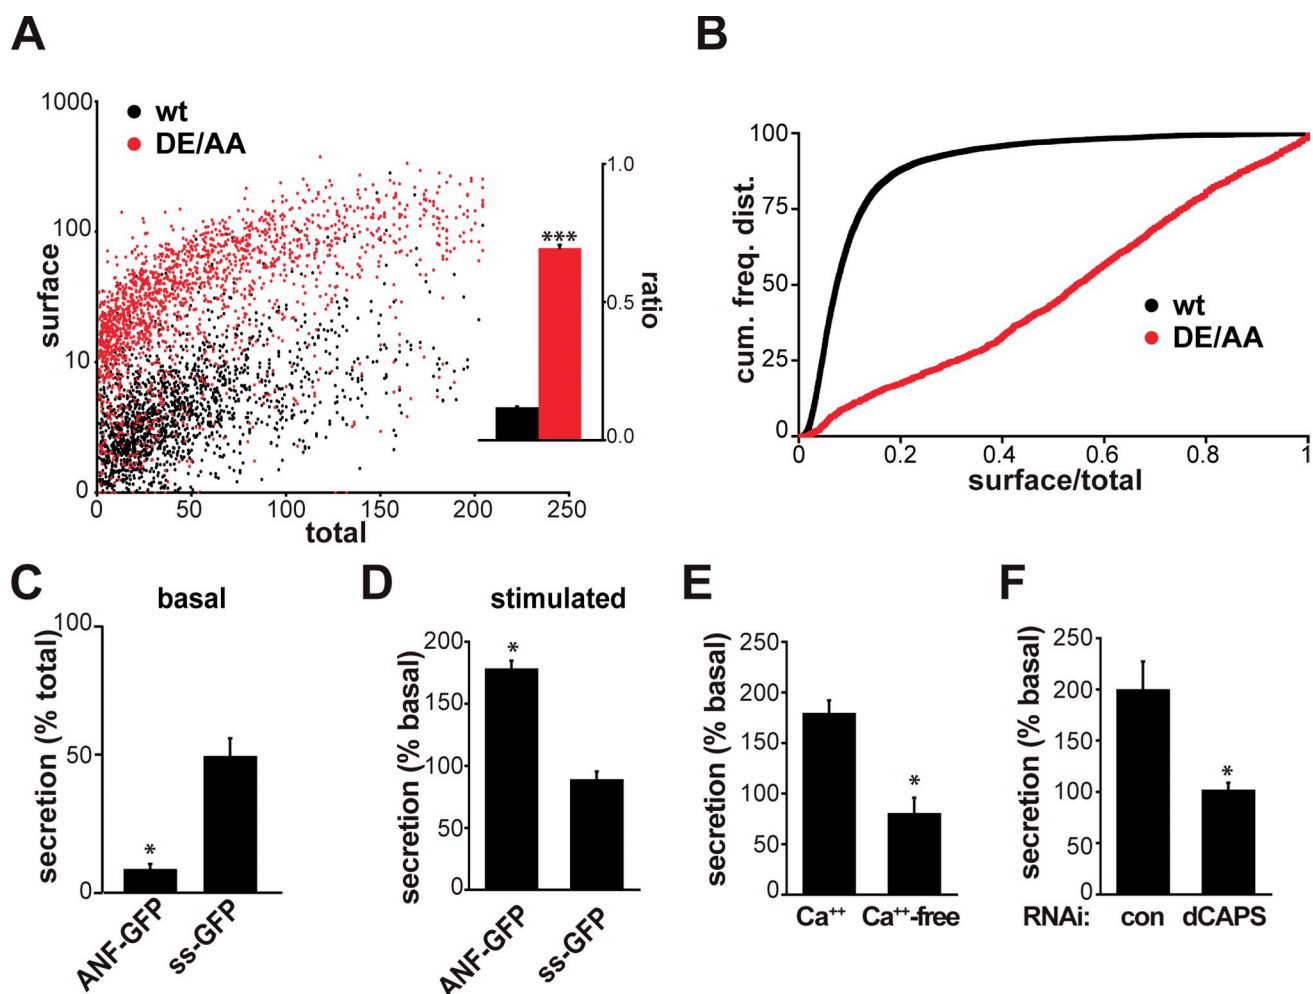 A
B
1000
100
10
0
surface
wt
DE/AA
0
50
100
150
200
250
total
***
1.0
0.5
0.0
ratio
100
75
50
25
0
cum. freq. dist.
wt
DE/AA
0
0.2
0.4
0.6
0.8
1
surface/total
C
basal
100
50
0
secretion (% total)
*
ANF-GFP
ss-GFP
D
stimulated
200
150
100
50
0
secretion (% basal)
*
ANF-GFP
ss-GFP
E
250
200
150
100
50
0
secretion (% basal)
*
Ca⁺⁺
Ca⁺⁺-free
F
250
200
150
100
50
0
secretion (% basal)
*
RNAi: con dCAPS